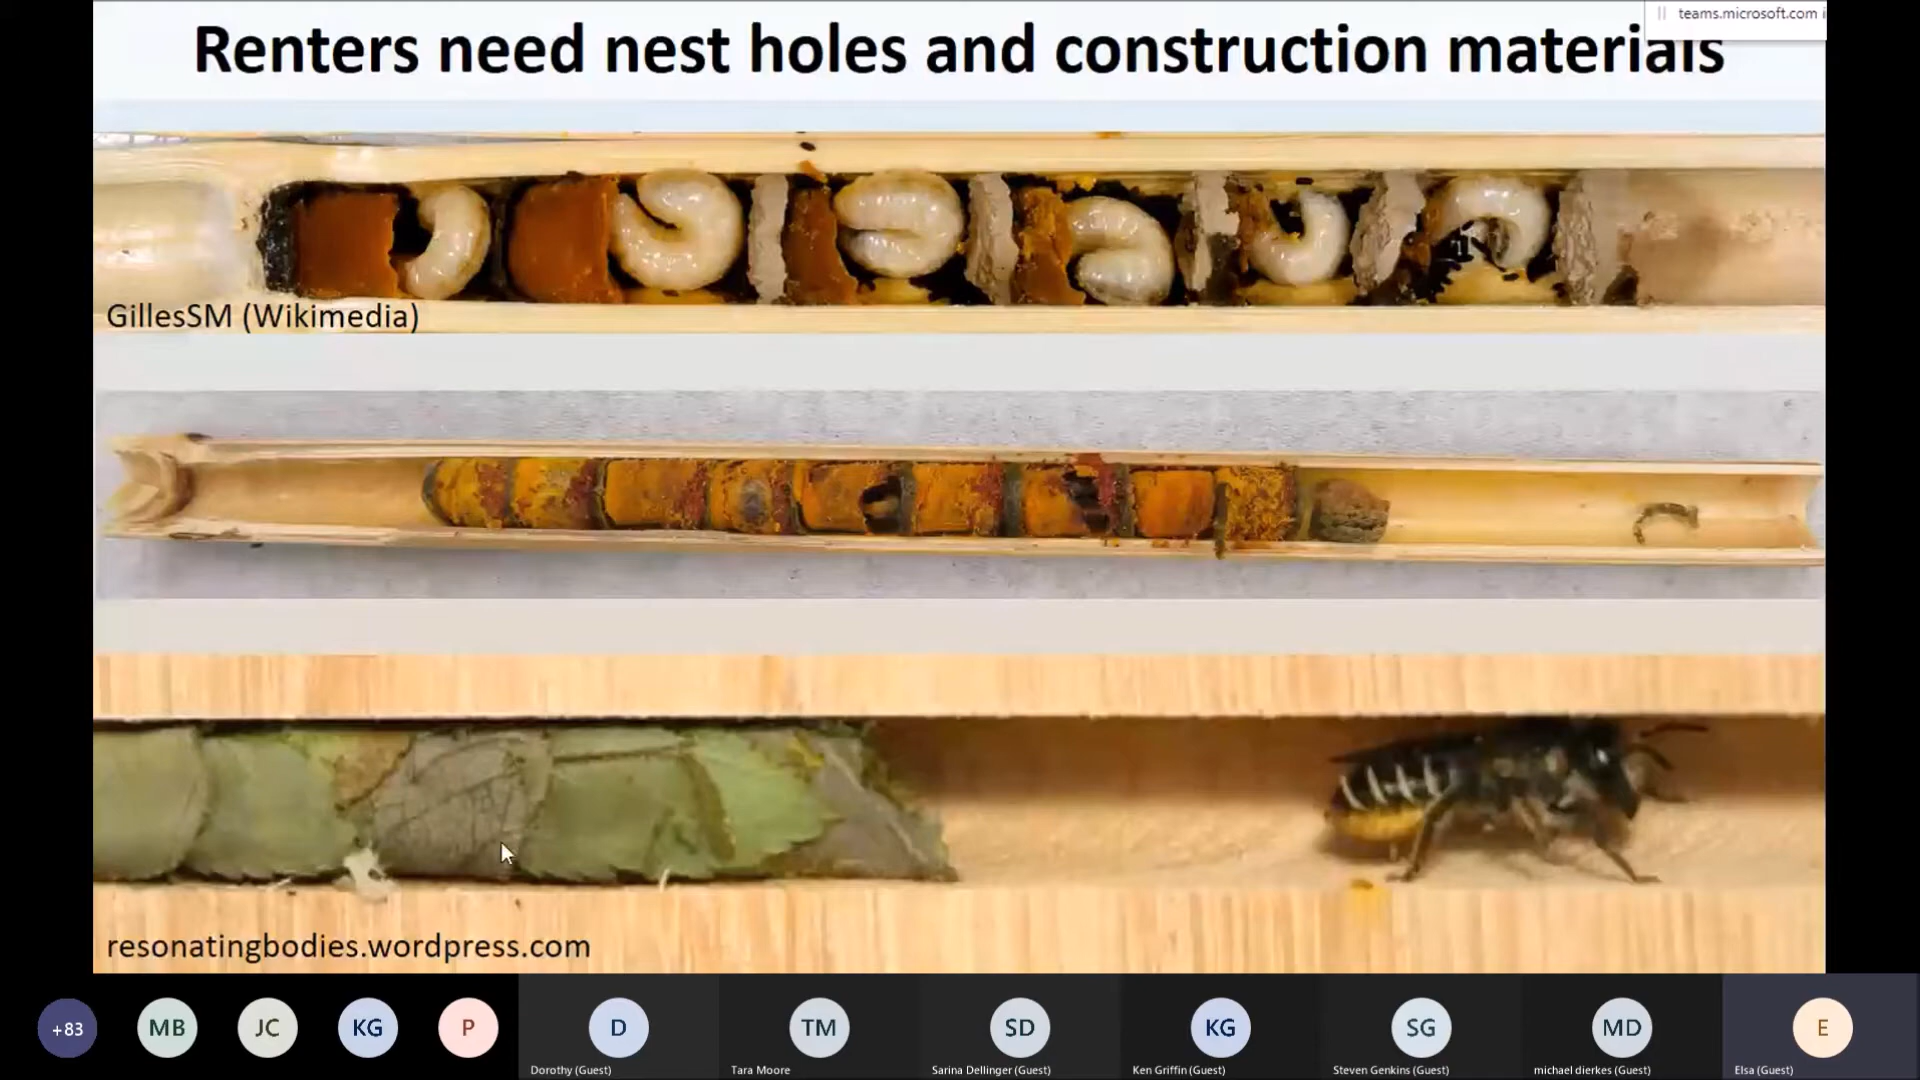 teams.microsoft.com i
Renters need nest holes and construction materials
GillesSM (Wikimedia)
resonatingbodies.wordpress.com
+83
MB
JC
KG
P
D
TM
SD
KG
SG
MD
E
Dorothy (Guest)
Tara Moore
Sarina Dellinger (Guest)
Ken Griffin (Guest)
Steven Genkins (Guest)
michael dierkes (Guest)
Elsa (Guest)